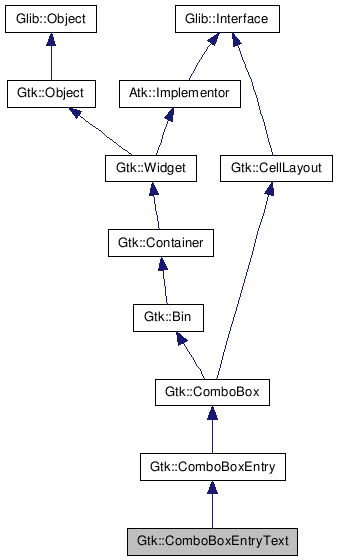 Glib::Object
Glib::Interface
Gtk::Object
Atk::Implementor
Gtk::Widget
Gtk::CellLayout
Gtk::Container
Gtk::Bin
Gtk::ComboBox
Gtk::ComboBoxEntry
Gtk::ComboBoxEntryText